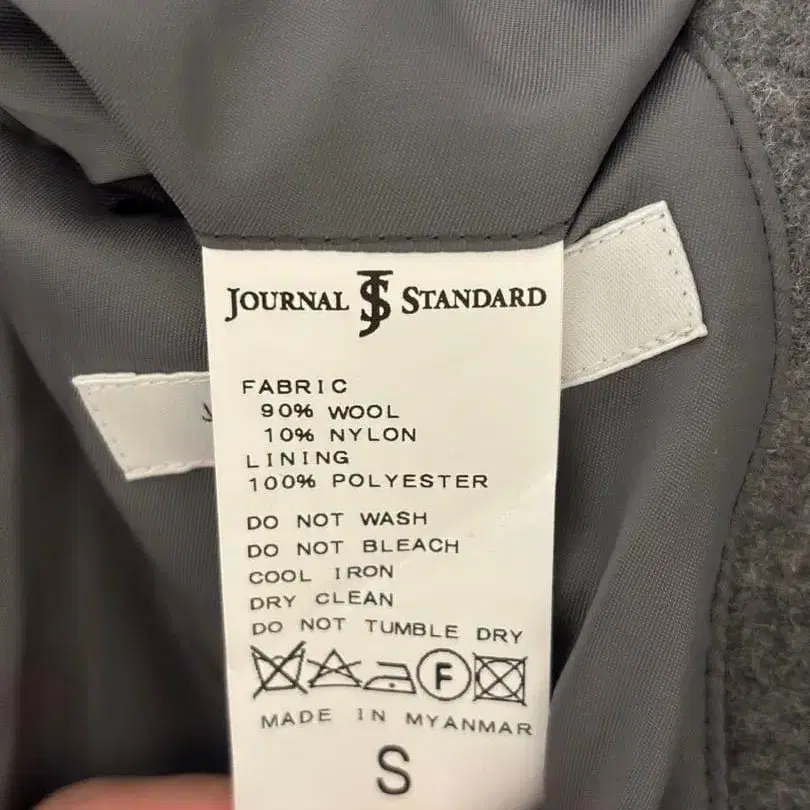 JOURNAL JS STANDARD
FABRIC
90% WOOL
10% NYLON
LINING
100% POLYESTER
DO NOT WASH
DO NOT BLEACH
COOL IRON
DRY CLEAN
DO NOT TUMBLE DRY
F
MADE IN MYANMAR
S